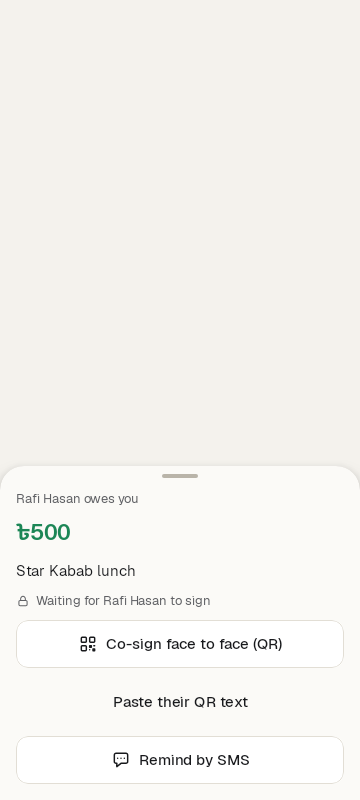 Rafi Hasan owes you
৳500
Star Kabab lunch
Waiting for Rafi Hasan to sign
Co-sign face to face (QR)
Paste their QR text
Remind by SMS